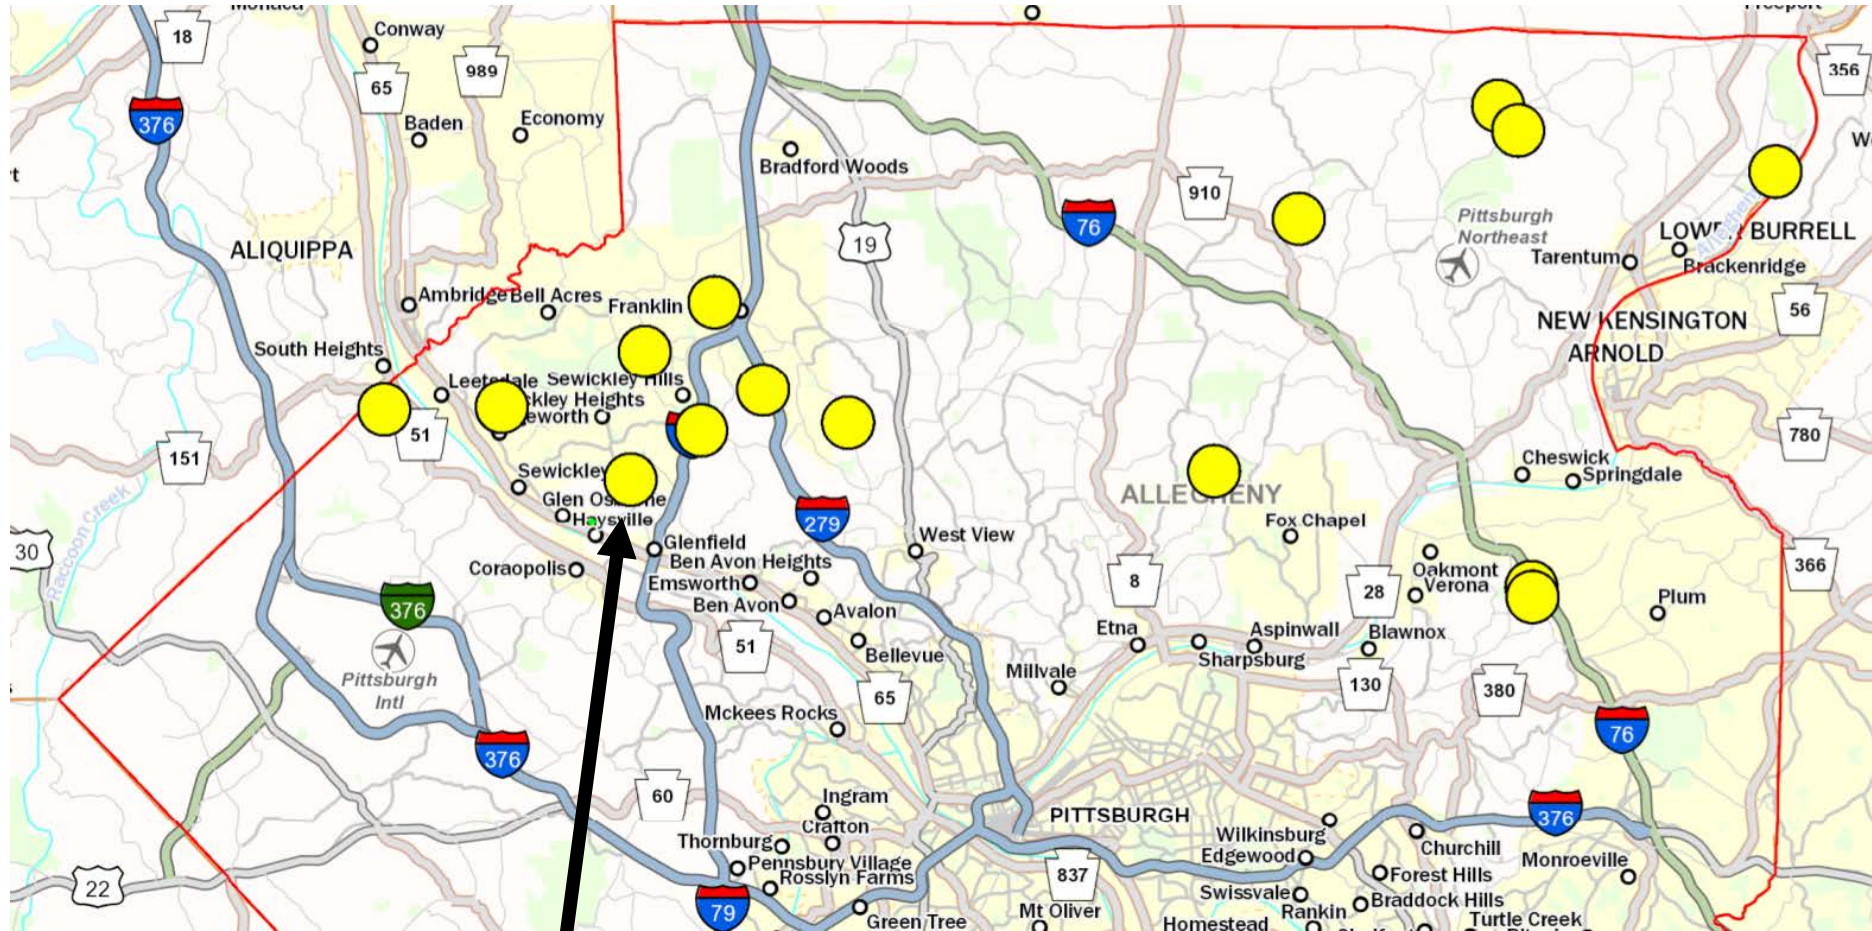 Conway
18
65
989
356
376
Baden
Economy
Bradford Woods
910
76
19
ALIQUIPPA
Pittsburgh
Northeast
Tarentum
Brackenridge
BURRELL
Ambridge
Bell Acres
Franklin
56
NEW KENSINGTON
ARNOLD
South Heights
Sewickley Hills
Heights
51
151
780
Cheswick
Springdale
Sewickley
Haysville
279
Fox Chapel
West View
Glenfield
Ben Avon Heights
Coraopolis
Emsworth
Ben Avon
Avalon
Bellevue
30
Raccoon Creek
376
Pittsburgh
Intl
8
28
Oakmont
Verona
366
Plum
Etna
Aspinwall
Blawnox
Sharpsburg
51
Millvale
65
130
380
Mckees Rocks
76
376
60
Ingram
Crafton
PITTSBURGH
Wilkinsburg
376
Thornburg
Edgewood
Churchill
Monroeville
Pennsbury Village
Rosslyn Farms
837
Forest Hills
22
79
Swissvale
Braddock Hills
Green Tree
Mt Oliver
Rankin
Turtle Creek
Homestead